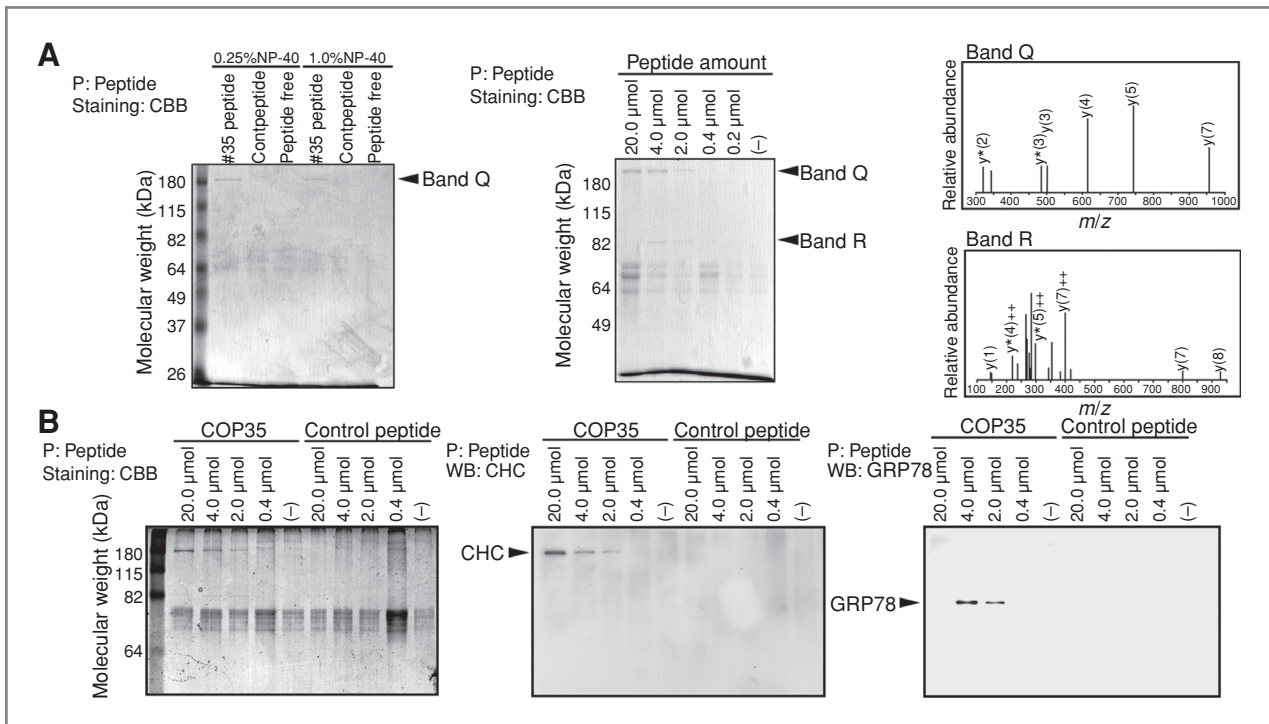 A
P: Peptide
Staining: CBB
0.25%NP-40 1.0%NP-40
#35 peptide
Contpeptide
Peptide free
#35 peptide
Contpeptide
Peptide free
Molecular weight (kDa)
180
115
82
64
49
37
26
Band Q
P: Peptide
Staining: CBB
Peptide amount
20.0 µmol
4.0 µmol
2.0 µmol
0.4 µmol
0.2 µmol
(–)
Molecular weight (kDa)
180
115
82
64
49
Band Q
Band R
Band Q
Relative abundance
y*(2)
y*(3)
y(3)
y(4)
y(5)
y(7)
300 400 500 600 700 800 900 1000
m/z
Band R
Relative abundance
y(1)
y*(4)++
y*(5)++
y(7)++
y(7)
y(8)
100 200 300 400 500 600 700 800 900
m/z
B
P: Peptide
Staining: CBB
COP35 Control peptide
20.0 µmol
4.0 µmol
2.0 µmol
0.4 µmol
(–)
20.0 µmol
4.0 µmol
2.0 µmol
0.4 µmol
(–)
Molecular weight (kDa)
180
115
82
64
P: Peptide
WB: CHC
COP35 Control peptide
20.0 µmol
4.0 µmol
2.0 µmol
0.4 µmol
(–)
20.0 µmol
4.0 µmol
2.0 µmol
0.4 µmol
(–)
CHC
P: Peptide
WB: GRP78
COP35 Control peptide
20.0 µmol
4.0 µmol
2.0 µmol
0.4 µmol
(–)
20.0 µmol
4.0 µmol
2.0 µmol
0.4 µmol
(–)
GRP78